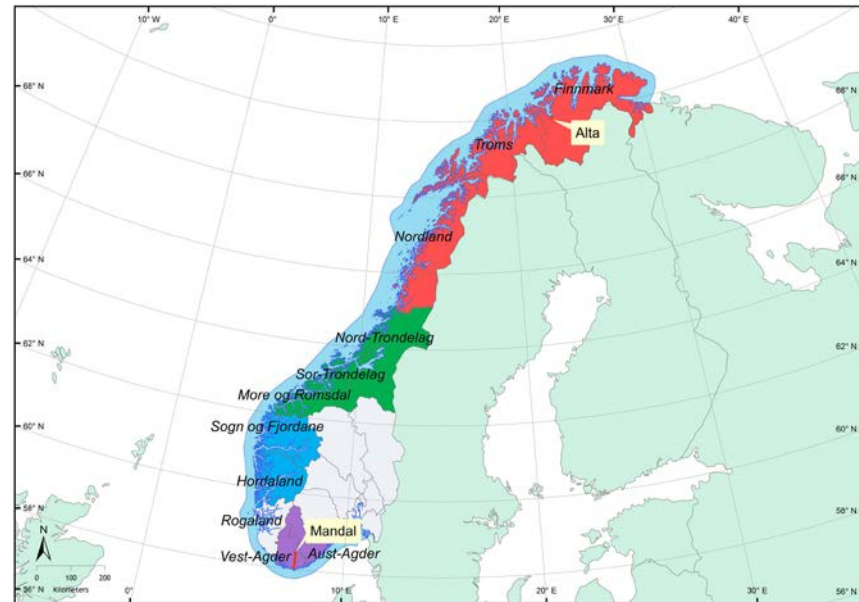 10° W
0°
10° E
20° E
30° E
40° E
68° N
66° N
64° N
62° N
60° N
58° N
56° N
68° N
66° N
64° N
62° N
60° N
58° N
56° N
Finnmark
Alta
Troms
Nordland
Nord-Trondelag
Sor-Trondelag
More og Romsdal
Sogn og Fjordane
Hordaland
Rogaland
Mandal
Vest-Agder
Aust-Agder
N
0 100 200
Kilometers
0°
10° E
20° E
30° E